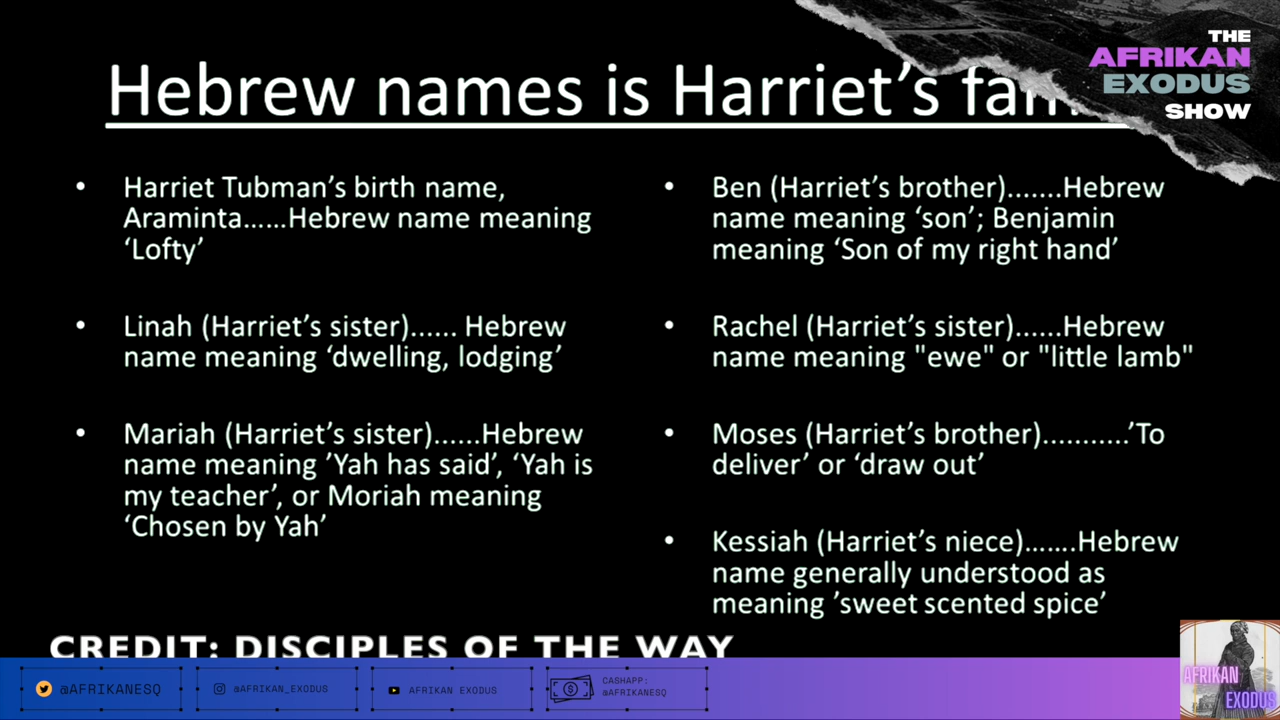 THE
AFRIKAN
EXODUS
SHOW
Hebrew names is Harriet's
• Harriet Tubman's birth name,
Araminta......Hebrew name meaning
'Lofty'
• Linah (Harriet's sister)...... Hebrew
name meaning 'dwelling, lodging'
• Mariah (Harriet's sister)......Hebrew
name meaning 'Yah has said', 'Yah is
my teacher', or Moriah meaning
'Chosen by Yah'
• Ben (Harriet's brother).......Hebrew
name meaning 'son'; Benjamin
meaning 'Son of my right hand'
• Rachel (Harriet's sister)......Hebrew
name meaning "ewe" or "little lamb"
• Moses (Harriet's brother)...........'To
deliver' or 'draw out'
• Kessiah (Harriet's niece).......Hebrew
name generally understood as
meaning 'sweet scented spice'
CREDIT: DISCIPLES OF THE WAY
@AFRIKANESQ
@AFRIKAN_EXODUS
AFRIKAN EXODUS
CASHAPP:
@AFRIKANESQ
AFRIKAN
EXODUS